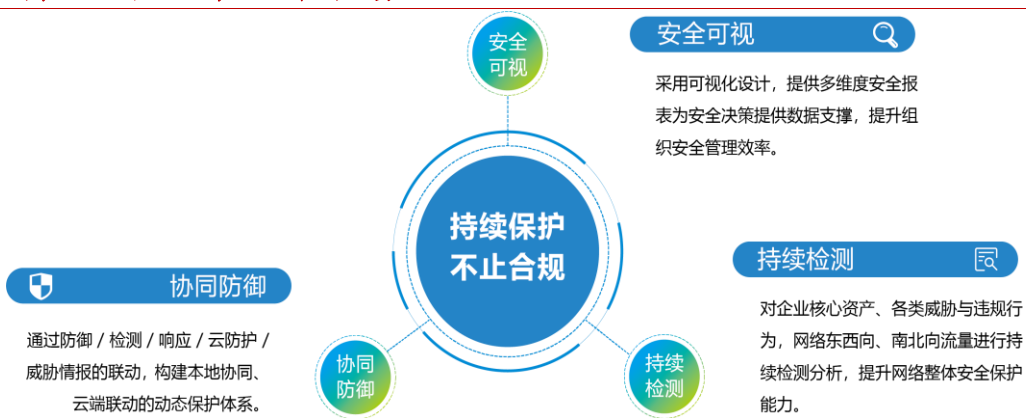 安全
可视
安全可视
采用可视化设计，提供多维度安全报
表为安全决策提供数据支撑，提升组
织安全管理效率。
持续保护
不止合规
协同防御
通过防御 / 检测 / 响应 / 云防护 /
威胁情报的联动，构建本地协同、
云端联动的动态保护体系。
协同
防御
持续
检测
持续检测
对企业核心资产、各类威胁与违规行
为，网络东西向、南北向流量进行持
续检测分析，提升网络整体安全保护
能力。